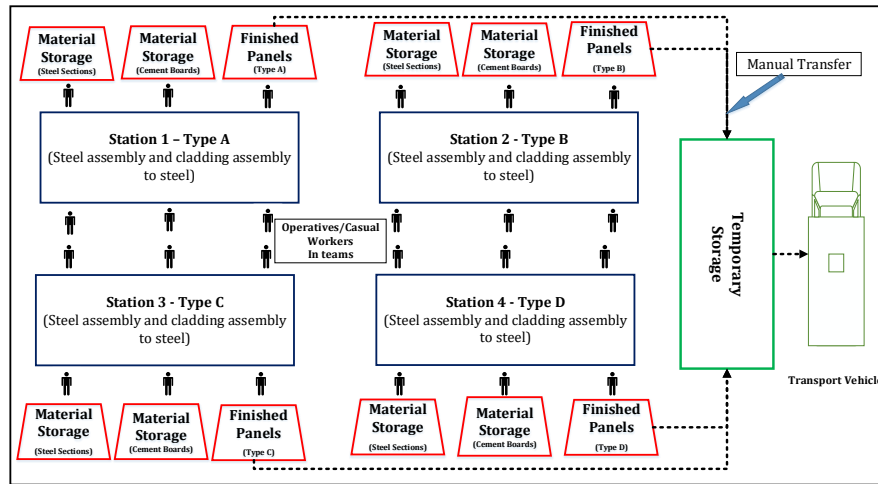 Material
Storage
(Steel Sections)
Material
Storage
(Cement Boards)
Finished
Panels
(Type A)
Material
Storage
(Steel Sections)
Material
Storage
(Cement Boards)
Finished
Panels
(Type B)
Manual Transfer
Station 1 – Type A
(Steel assembly and cladding assembly
to steel)
Station 2 - Type B
(Steel assembly and cladding assembly
to steel)
Operatives/Casual
Workers
In teams
Temporary
Storage
Station 3 - Type C
(Steel assembly and cladding assembly
to steel)
Station 4 - Type D
(Steel assembly and cladding assembly
to steel)
Transport Vehicle
Material
Storage
(Steel Sections)
Material
Storage
(Cement Boards)
Finished
Panels
(Type C)
Material
Storage
(Steel Sections)
Material
Storage
(Cement Boards)
Finished
Panels
(Type D)